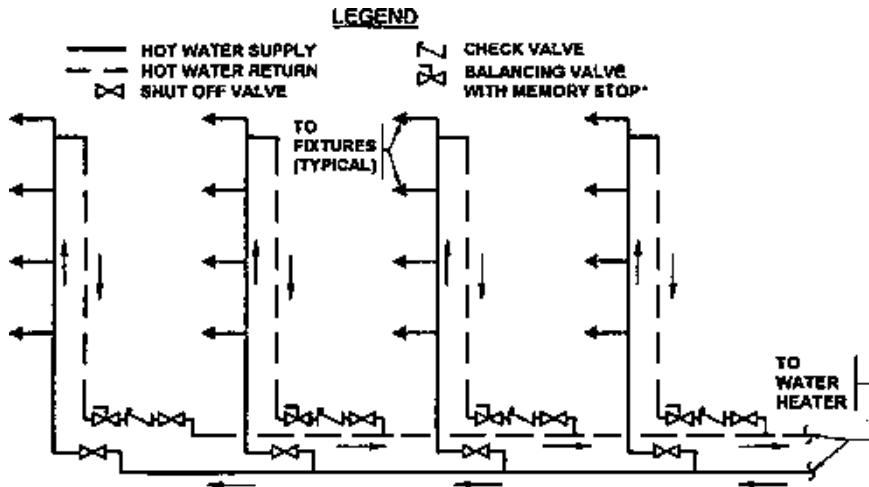 LEGEND
HOT WATER SUPPLY
HOT WATER RETURN
SHUT OFF VALVE
CHECK VALVE
BALANCING VALVE
WITH MEMORY STOP*
TO
FIXTURES
(TYPICAL)
TO
WATER
HEATER